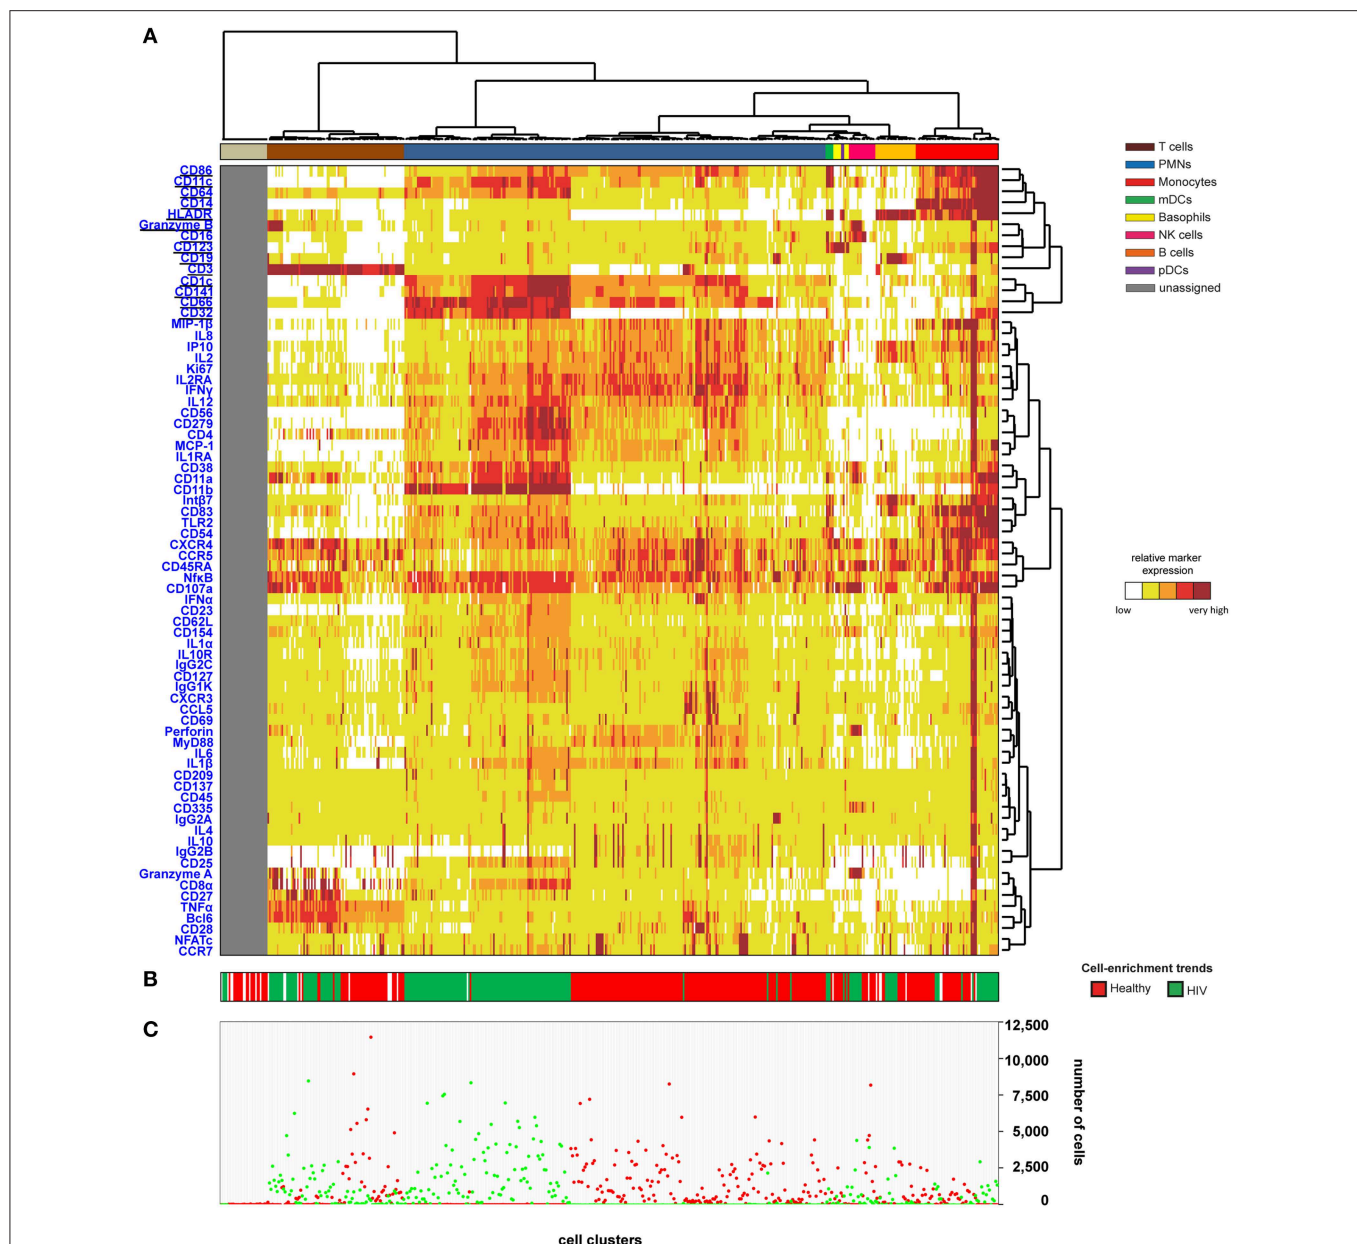 A
CD86
CD11c
CD64
CD14
HLADR
Granzyme B
CD16
CD123
CD19
CD3
CD1c
CD141
CD66
CD32
MIP-1β
IL8
IP10
IL2
Ki67
IL2RA
IFNγ
IL12
CD56
CD279
CD4
MCP-1
IL1RA
CD38
CD11a
CD11b
Intβ7
CD83
TLR2
CD54
CXCR4
CCR5
CD45RA
NfκB
CD107a
IFNα
CD23
CD62L
CD154
IL1α
IL10R
IgG2C
CD127
IgG1K
CXCR3
CCL5
CD69
Perforin
MyD88
IL6
IL1β
CD209
CD137
CD45
CD335
IgG2A
IL4
IL10
IgG2B
CD25
Granzyme A
CD8α
CD27
TNFα
Bcl6
CD28
NFATc
CCR7
T cells
PMNs
Monocytes
mDCs
Basophils
NK cells
B cells
pDCs
unassigned
relative marker
expression
low very high
B
Cell-enrichment trends
Healthy HIV
C
12,500
10,000
7,500
5,000
2,500
0
number of cells
cell clusters